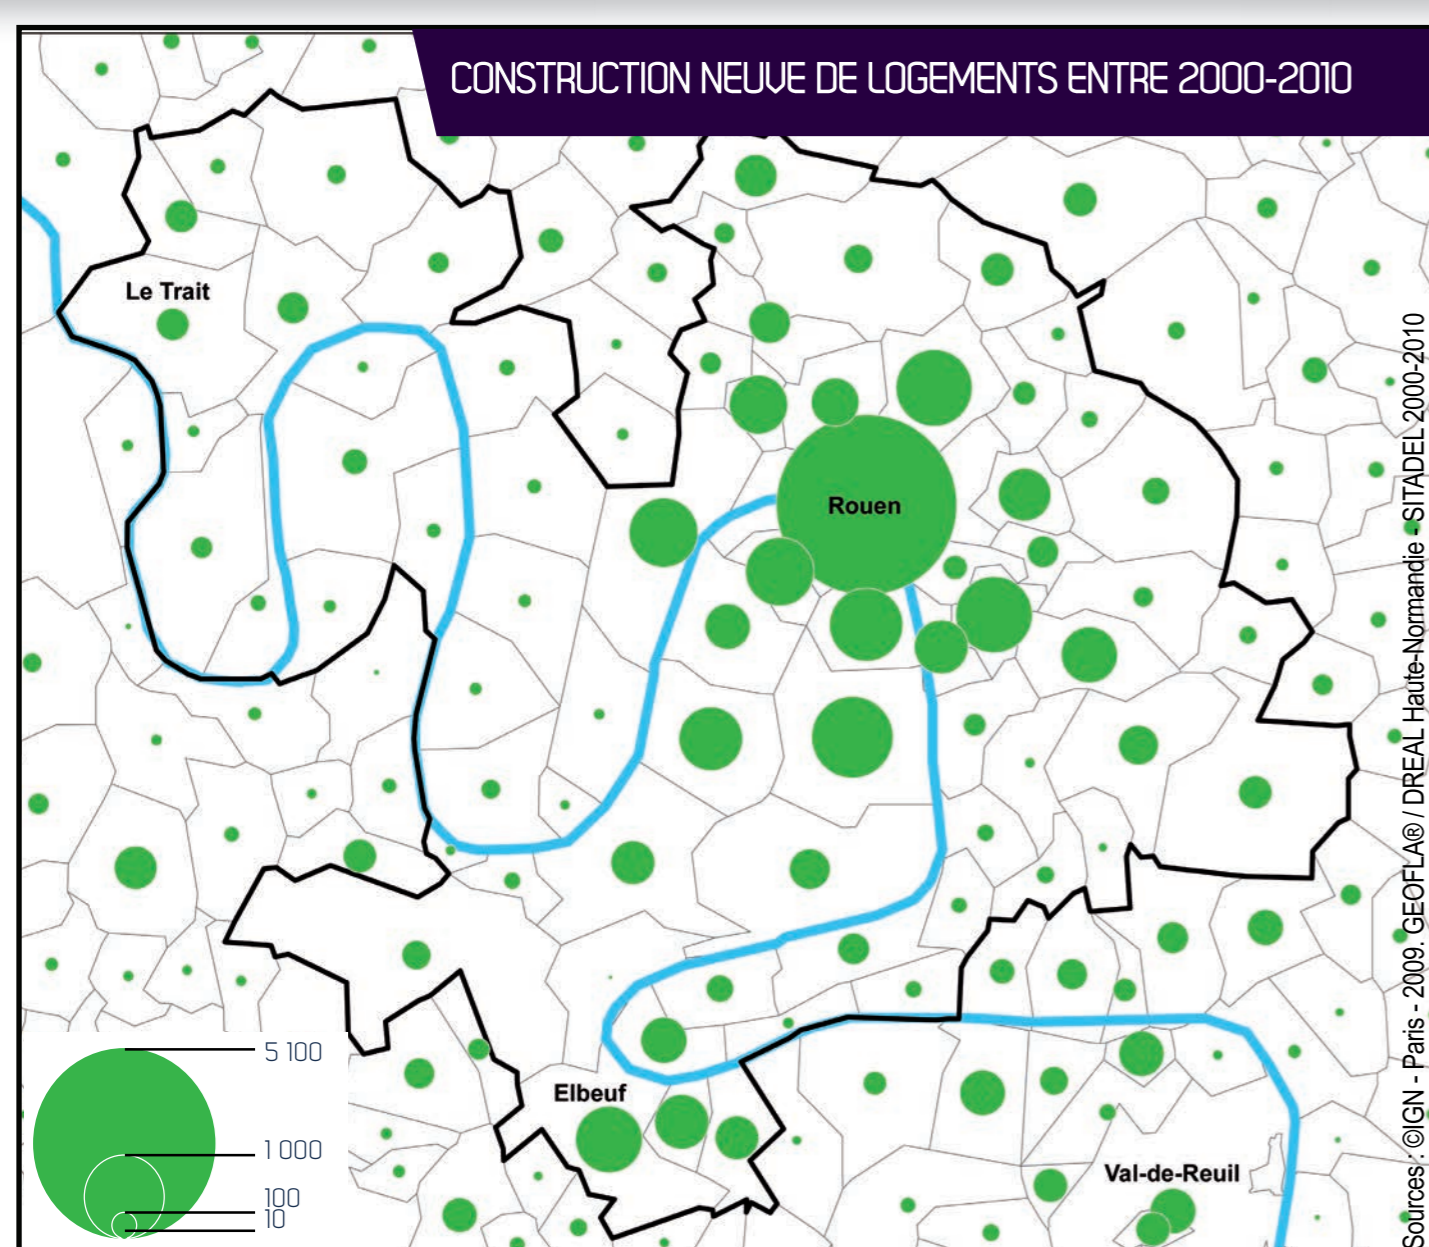 CONSTRUCTION NEUVE DE LOGEMENTS ENTRE 2000-2010
Le Trait
Rouen
Elbeuf
Val-de-Reuil
5 100
1 000
100
10
Sources : ©IGN - Paris - 2009. GEOFLA® / DREAL Haute-Normandie - SITADEL 2000-2010